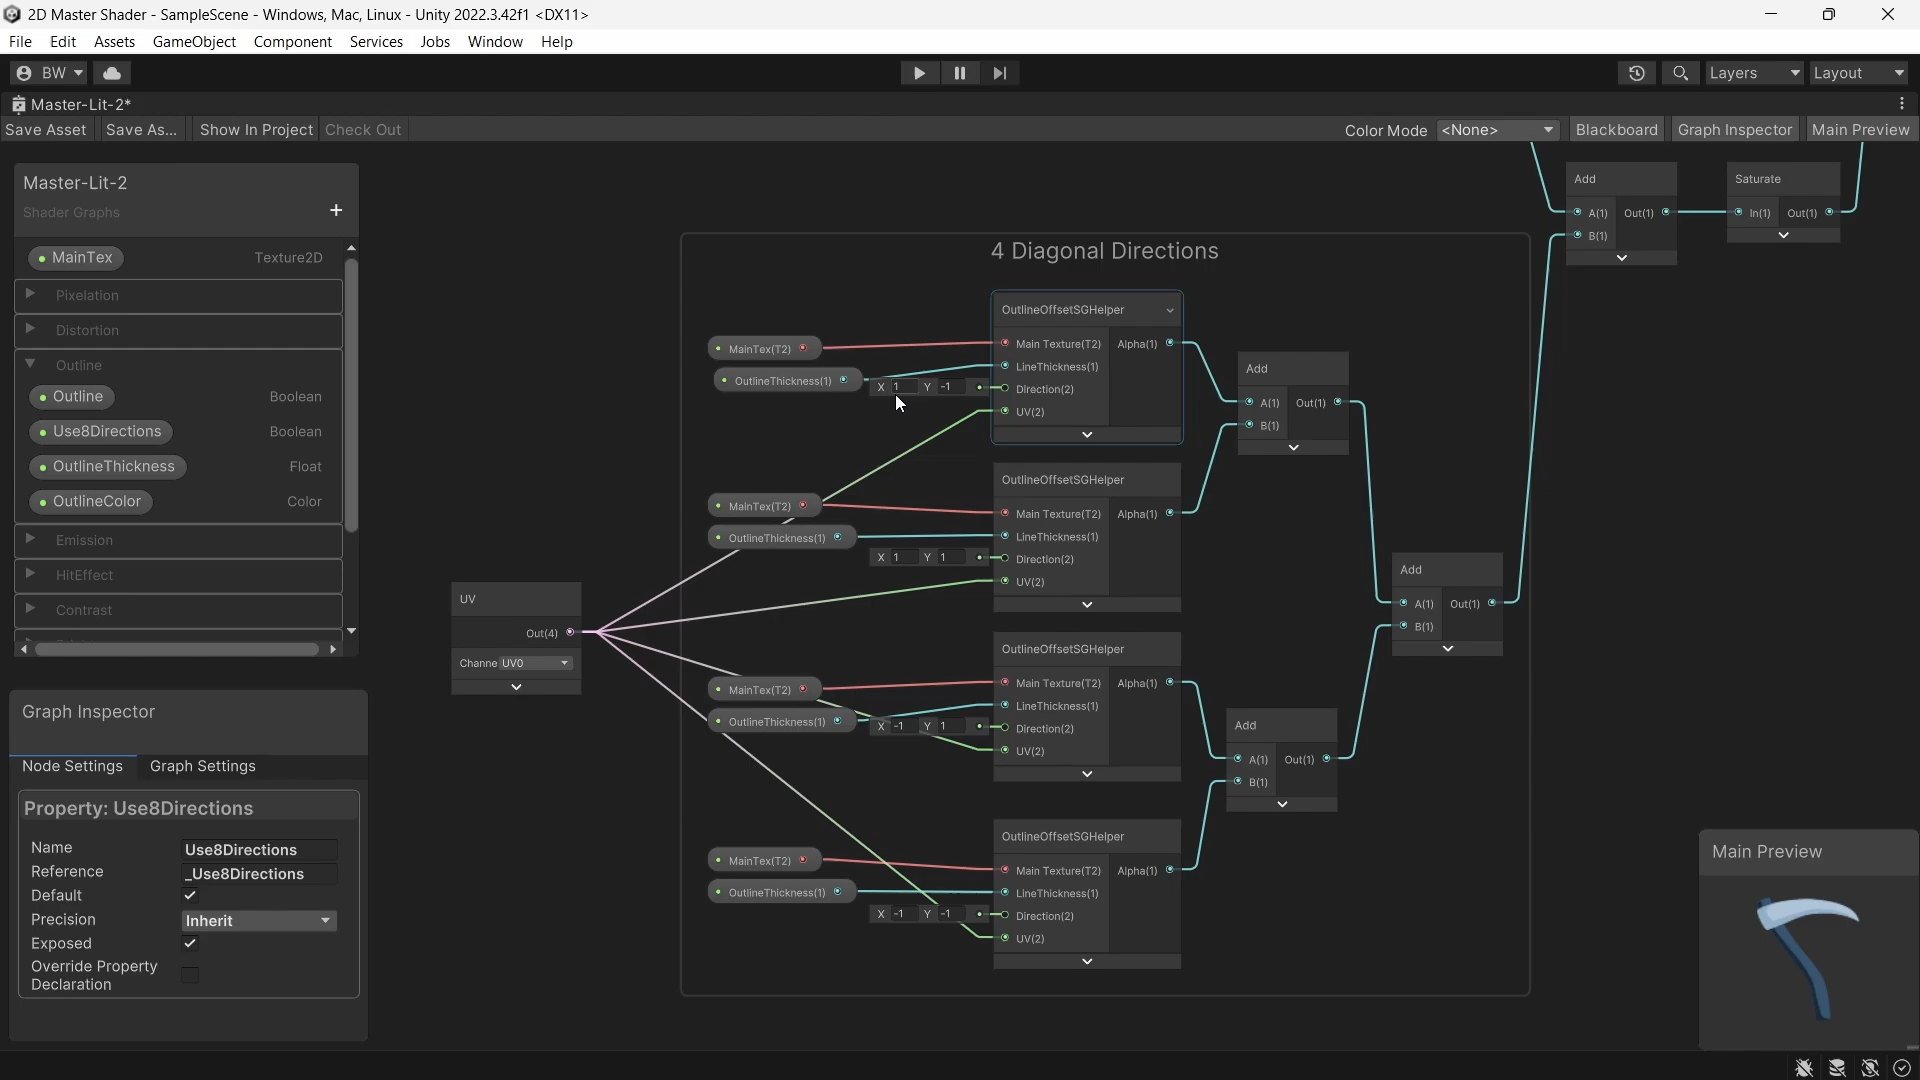 2D Master Shader - SampleScene - Windows, Mac, Linux - Unity 2022.3.42f1 <DX11>
File Edit Assets GameObject Component Services Jobs Window Help
BW Layers Layout
Master-Lit-2*
Save Asset Save As... Show In Project Check Out Color Mode <None> Blackboard Graph Inspector Main Preview
Master-Lit-2
Shader Graphs
+
MainTex Texture2D
Pixelation
Distortion
Outline
Outline Boolean
Use8Directions Boolean
OutlineThickness Float
OutlineColor Color
Emission
HitEffect
Contrast
Graph Inspector
Node Settings Graph Settings
Property: Use8Directions
Name Use8Directions
Reference _Use8Directions
Default
Precision Inherit
Exposed
Override Property
Declaration
UV
Out(4)
Channe UV0
4 Diagonal Directions
OutlineOffsetSGHelper
MainTex(T2) Main Texture(T2) Alpha(1)
OutlineThickness(1) LineThickness(1)
X 1 Y -1 Direction(2)
UV(2)
OutlineOffsetSGHelper
MainTex(T2) Main Texture(T2) Alpha(1)
OutlineThickness(1) LineThickness(1)
X 1 Y 1 Direction(2)
UV(2)
OutlineOffsetSGHelper
MainTex(T2) Main Texture(T2) Alpha(1)
OutlineThickness(1) LineThickness(1)
X -1 Y 1 Direction(2)
UV(2)
OutlineOffsetSGHelper
MainTex(T2) Main Texture(T2) Alpha(1)
OutlineThickness(1) LineThickness(1)
X -1 Y -1 Direction(2)
UV(2)
Add
A(1) Out(1)
B(1)
Add
A(1) Out(1)
B(1)
Add
A(1) Out(1)
B(1)
Add
A(1) Out(1)
B(1)
Saturate
In(1) Out(1)
Main Preview